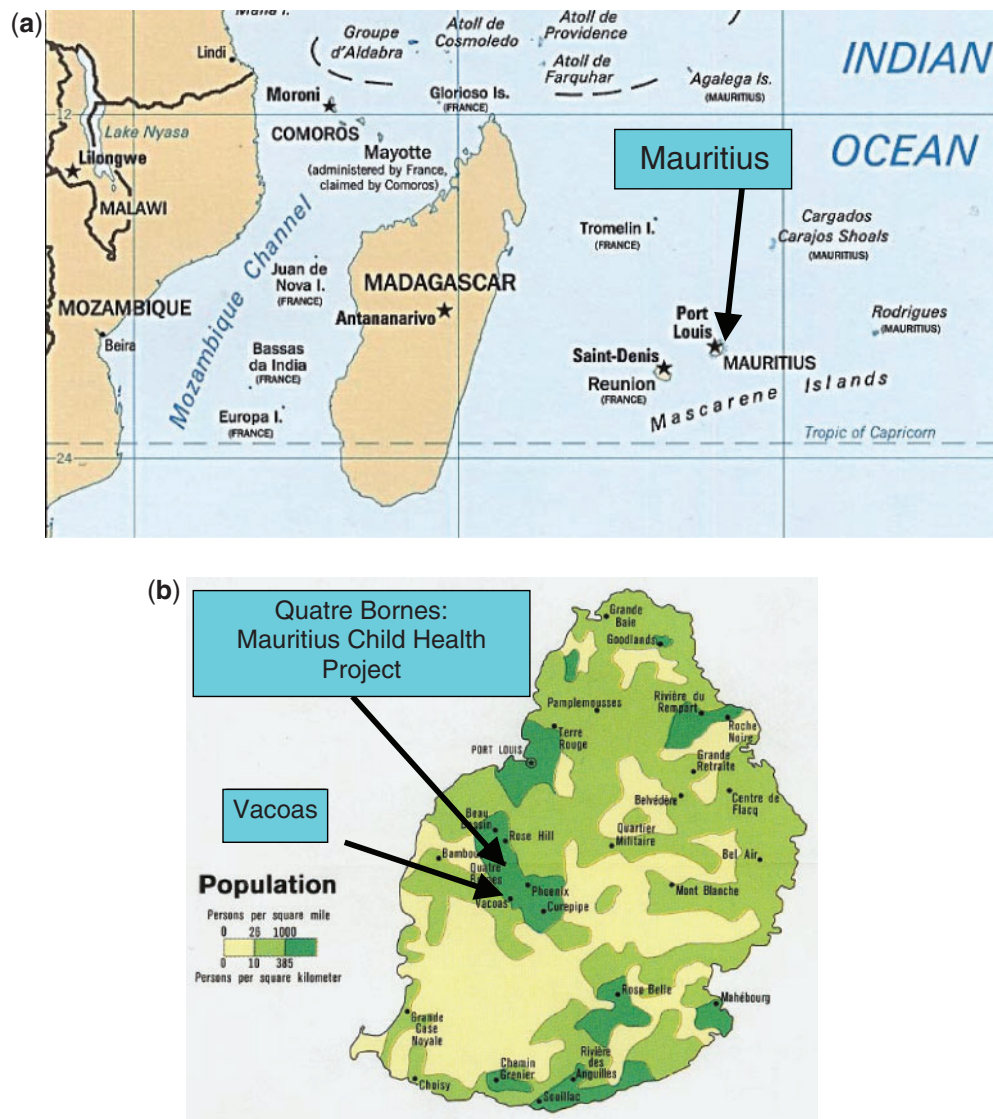 (a)
Lindi
Groupe
d'Aldabra
Atoll de
Cosmoledo
Atoll de
Providence
Atoll de
Farquhar
Agalega Is.
(MAURITIUS)
INDIAN
OCEAN
Moroni
Glorioso Is.
(FRANCE)
12
Lake Nyasa
COMOROS
Mayotte
(administered by France,
claimed by Comoros)
Lilongwe
MALAWI
Mauritius
Mozambique Channel
Tromelin I.
(FRANCE)
Cargados
Carajos Shoals
(MAURITIUS)
Juan de
Nova I.
(FRANCE)
MADAGASCAR
MOZAMBIQUE
Antananarivo
Port
Louis
Rodrigues
(MAURITIUS)
Beira
Bassas
da India
(FRANCE)
Saint-Denis
MAURITIUS
Reunion
(FRANCE)
Mascarene Islands
Europa I.
(FRANCE)
Tropic of Capricorn
24
(b)
Quatre Bornes:
Mauritius Child Health
Project
Grande
Baie
Goodlands
Pamplemousses
Rivière du
Rempart
Roche
Noire
Terre
Rouge
PORT LOUIS
Grande
Retraite
Vacoas
Belvédère
Centre de
Flacq
Beau
Rose Hill
Quartier
Militaire
Bel Air
Quatre
Population
Phoenix
Mont Blanche
Vacoas
Curepipe
Persons per square mile
0 26 1000
0 10 385
Persons per square kilometer
Rose Belle
Mahébourg
Grande
Case
Noyale
Chemin
Grenier
Rivière
des
Anguilles
Choisy
Souillac